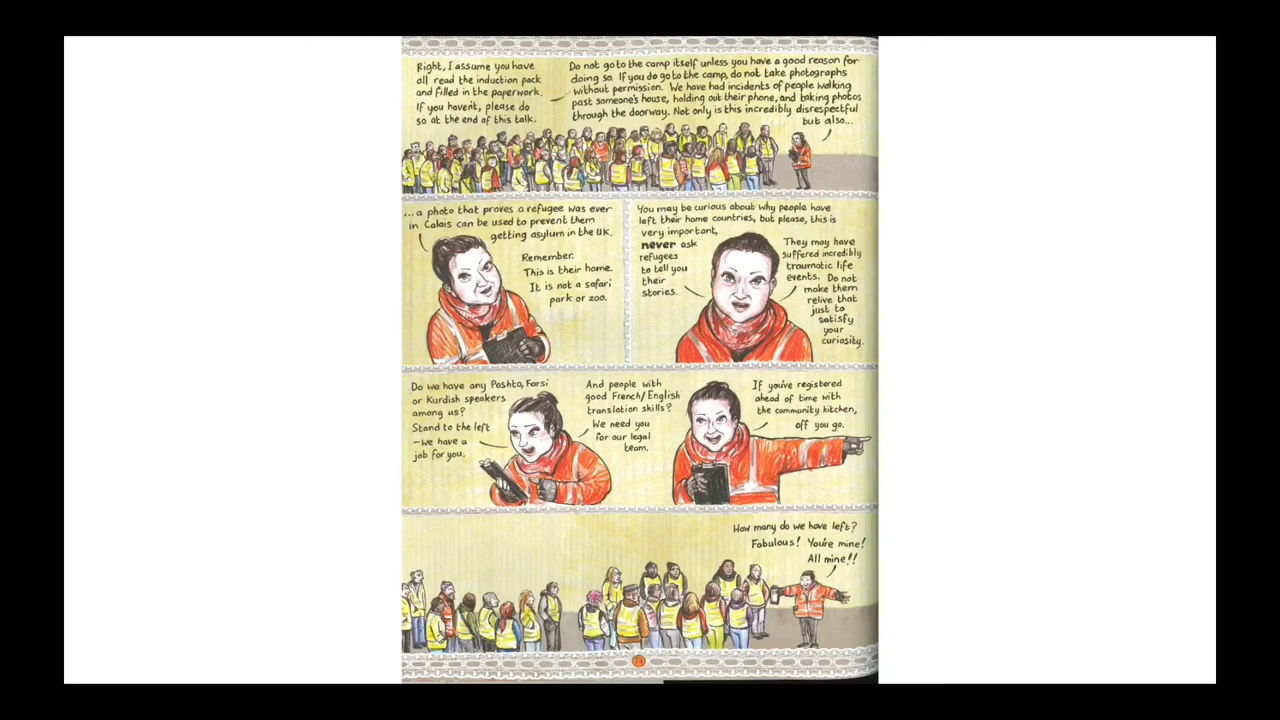 Right, I assume you have
all read the induction pack
and filled in the paperwork.
If you haven't, please do
so at the end of this talk.
Do not go to the camp itself unless you have a good reason for
doing so. If you do go to the camp, do not take photographs
without permission. We have had incidents of people walking
past someone's house, holding out their phone, and taking photos
through the doorway. Not only is this incredibly disrespectful
but also...
...a photo that proves a refugee was ever
in Calais can be used to prevent them
getting asylum in the UK.
Remember.
This is their home.
It is not a safari
park or zoo.
You may be curious about why people have
left their home countries, but please, this is
very important,
never ask
refugees
to tell you
their
stories.
They may have
suffered incredibly
traumatic life
events. Do not
make them
relive that
just to
satisfy
your
curiosity.
Do we have any Pashto, Farsi
or Kurdish speakers
among us?
Stand to the left
—we have a
job for you.
And people with
good French/English
translation skills?
We need you
for our legal
team.
If you've registered
ahead of time with
the community kitchen,
off you go.
How many do we have left?
Fabulous! You're mine!
All mine!!
74